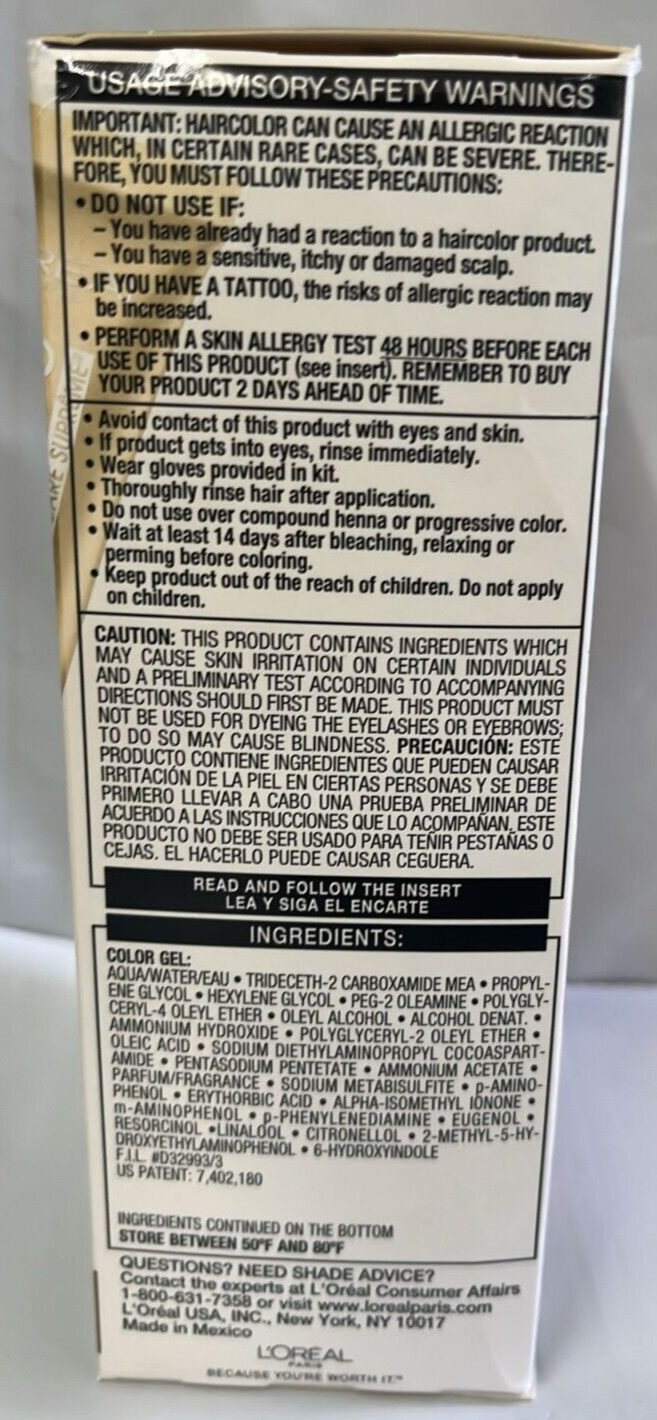 USAGE ADVISORY-SAFETY WARNINGS
IMPORTANT: HAIRCOLOR CAN CAUSE AN ALLERGIC REACTION
WHICH, IN CERTAIN RARE CASES, CAN BE SEVERE. THERE-
FORE, YOU MUST FOLLOW THESE PRECAUTIONS:
• DO NOT USE IF:
– You have already had a reaction to a haircolor product.
– You have a sensitive, itchy or damaged scalp.
• IF YOU HAVE A TATTOO, the risks of allergic reaction may
be increased.
• PERFORM A SKIN ALLERGY TEST 48 HOURS BEFORE EACH
USE OF THIS PRODUCT (see insert). REMEMBER TO BUY
YOUR PRODUCT 2 DAYS AHEAD OF TIME.
• Avoid contact of this product with eyes and skin.
• If product gets into eyes, rinse immediately.
• Wear gloves provided in kit.
• Thoroughly rinse hair after application.
• Do not use over compound henna or progressive color.
• Wait at least 14 days after bleaching, relaxing or
perming before coloring.
• Keep product out of the reach of children. Do not apply
on children.
CAUTION: THIS PRODUCT CONTAINS INGREDIENTS WHICH
MAY CAUSE SKIN IRRITATION ON CERTAIN INDIVIDUALS
AND A PRELIMINARY TEST ACCORDING TO ACCOMPANYING
DIRECTIONS SHOULD FIRST BE MADE. THIS PRODUCT MUST
NOT BE USED FOR DYEING THE EYELASHES OR EYEBROWS;
TO DO SO MAY CAUSE BLINDNESS. PRECAUCIÓN: ESTE
PRODUCTO CONTIENE INGREDIENTES QUE PUEDEN CAUSAR
IRRITACIÓN DE LA PIEL EN CIERTAS PERSONAS Y SE DEBE
PRIMERO LLEVAR A CABO UNA PRUEBA PRELIMINAR DE
ACUERDO A LAS INSTRUCCIONES QUE LO ACOMPAÑAN. ESTE
PRODUCTO NO DEBE SER USADO PARA TEÑIR PESTAÑAS O
CEJAS. EL HACERLO PUEDE CAUSAR CEGUERA.
READ AND FOLLOW THE INSERT
LEA Y SIGA EL ENCARTE
INGREDIENTS:
COLOR GEL:
AQUA/WATER/EAU • TRIDECETH-2 CARBOXAMIDE MEA • PROPYL-
ENE GLYCOL • HEXYLENE GLYCOL • PEG-2 OLEAMINE • POLYGLY-
CERYL-4 OLEYL ETHER • OLEYL ALCOHOL • ALCOHOL DENAT. •
AMMONIUM HYDROXIDE • POLYGLYCERYL-2 OLEYL ETHER •
OLEIC ACID • SODIUM DIETHYLAMINOPROPYL COCOASPART-
AMIDE • PENTASODIUM PENTETATE • AMMONIUM ACETATE •
PARFUM/FRAGRANCE • SODIUM METABISULFITE • p-AMINO-
PHENOL • ERYTHORBIC ACID • ALPHA-ISOMETHYL IONONE •
m-AMINOPHENOL • p-PHENYLENEDIAMINE • EUGENOL •
RESORCINOL •LINALOOL • CITRONELLOL • 2-METHYL-5-HY-
DROXYETHYLAMINOPHENOL • 6-HYDROXYINDOLE
F.I.L. #D32993/3
US PATENT: 7,402,180
INGREDIENTS CONTINUED ON THE BOTTOM
STORE BETWEEN 50°F AND 80°F
QUESTIONS? NEED SHADE ADVICE?
Contact the experts at L'Oréal Consumer Affairs
1-800-631-7358 or visit www.lorealparis.com
L'Oréal USA, INC., New York, NY 10017
Made in Mexico
L'ORÉAL
PARIS
BECAUSE YOU'RE WORTH IT.™